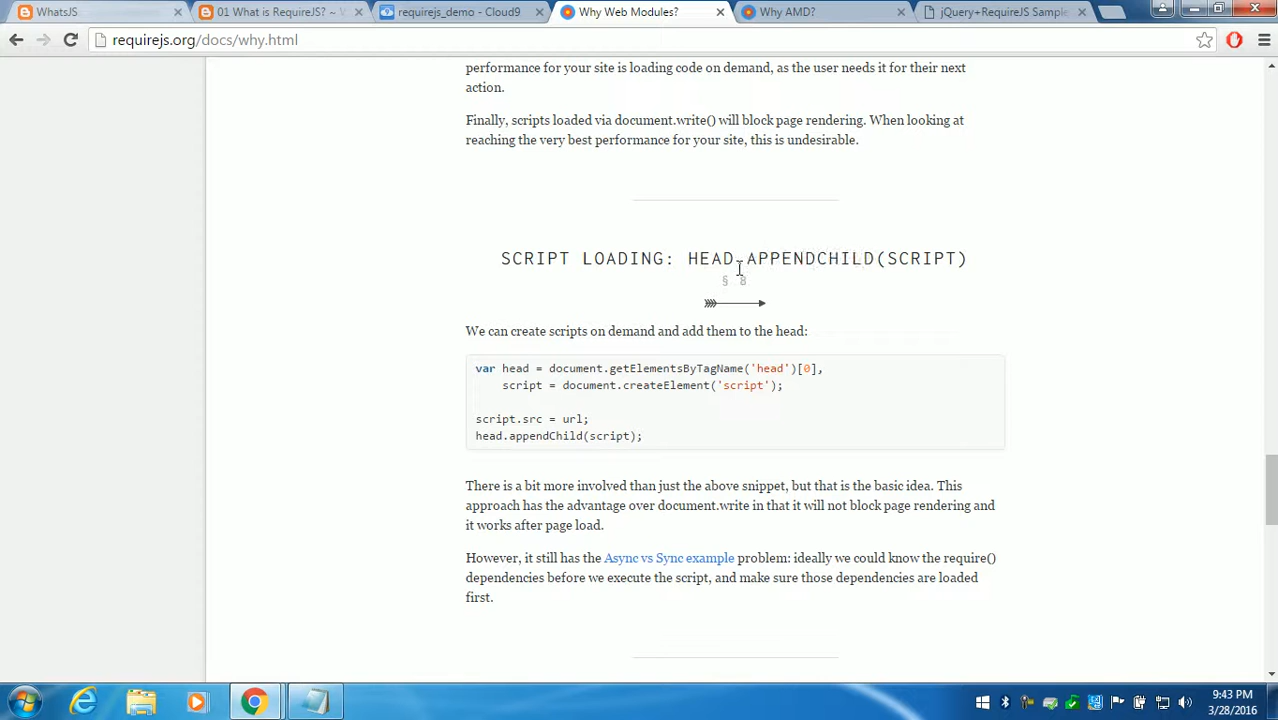 WhatsJS
01 What is RequireJS? ~ W
requirejs_demo - Cloud9
Why Web Modules?
Why AMD?
jQuery+RequireJS Sample
requirejs.org/docs/why.html
performance for your site is loading code on demand, as the user needs it for their next
action.
Finally, scripts loaded via document.write() will block page rendering. When looking at
reaching the very best performance for your site, this is undesirable.
SCRIPT LOADING: HEAD.APPENDCHILD(SCRIPT)
§ 8
We can create scripts on demand and add them to the head:
var head = document.getElementsByTagName('head')[0],
script = document.createElement('script');
script.src = url;
head.appendChild(script);
There is a bit more involved than just the above snippet, but that is the basic idea. This
approach has the advantage over document.write in that it will not block page rendering and
it works after page load.
However, it still has the Async vs Sync example problem: ideally we could know the require()
dependencies before we execute the script, and make sure those dependencies are loaded
first.
9:43 PM
3/28/2016